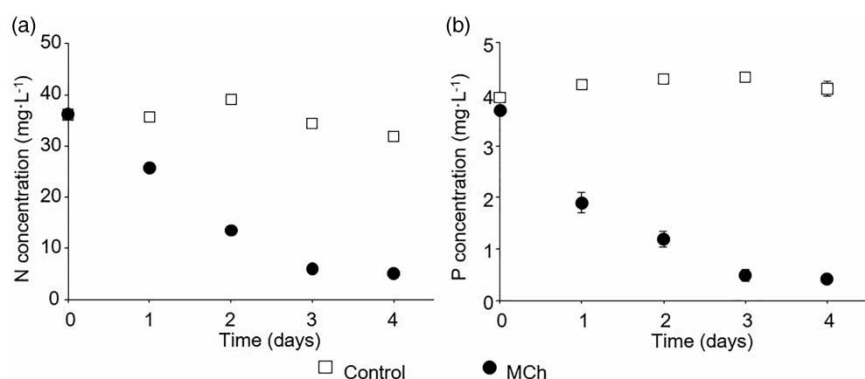 (a)
N concentration (mg·L⁻¹)
50
40
30
20
10
0
0 1 2 3 4
Time (days)
(b)
P concentration (mg·L⁻¹)
5
4
3
2
1
0
0 1 2 3 4
Time (days)
Control MCh